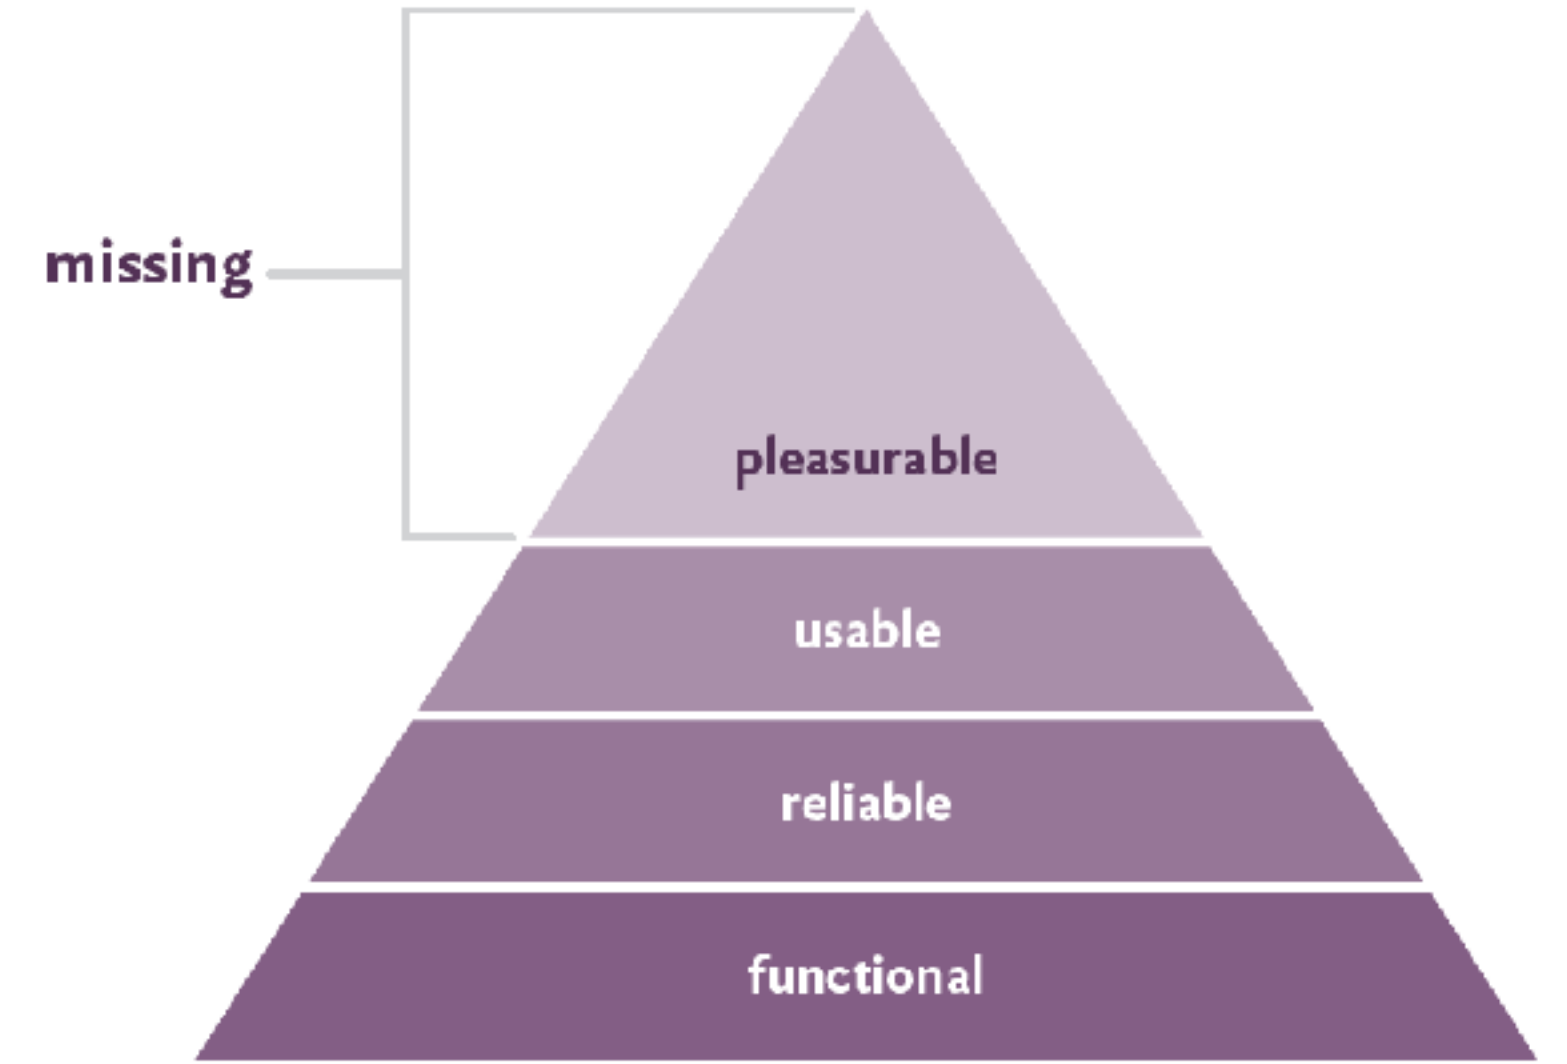 missing
pleasurable
usable
reliable
functional